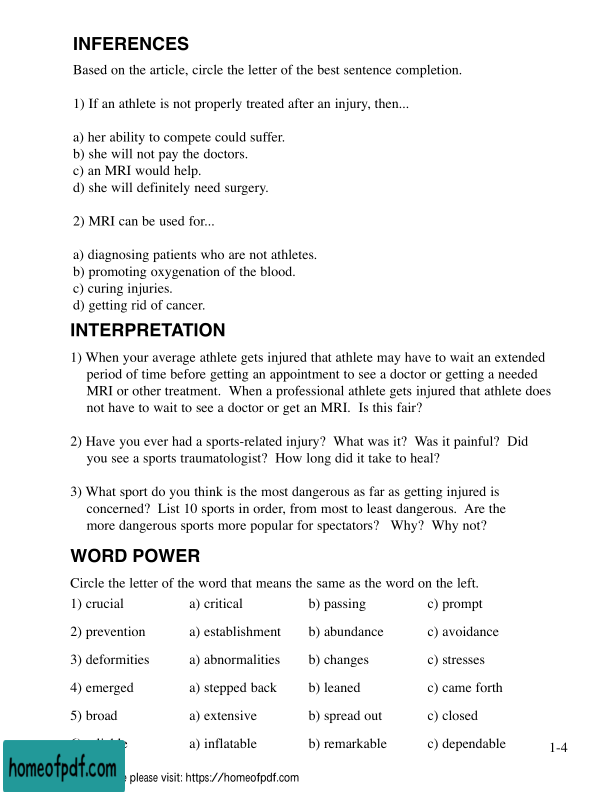 INFERENCES
Based on the article, circle the letter of the best sentence completion.
1) If an athlete is not properly treated after an injury, then...
a) her ability to compete could suffer.
b) she will not pay the doctors.
c) an MRI would help.
d) she will definitely need surgery.
2) MRI can be used for...
a) diagnosing patients who are not athletes.
b) promoting oxygenation of the blood.
c) curing injuries.
d) getting rid of cancer.
INTERPRETATION
1) When your average athlete gets injured that athlete may have to wait an extended
period of time before getting an appointment to see a doctor or getting a needed
MRI or other treatment. When a professional athlete gets injured that athlete does
not have to wait to see a doctor or get an MRI. Is this fair?
2) Have you ever had a sports-related injury? What was it? Was it painful? Did
you see a sports traumatologist? How long did it take to heal?
3) What sport do you think is the most dangerous as far as getting injured is
concerned? List 10 sports in order, from most to least dangerous. Are the
more dangerous sports more popular for spectators? Why? Why not?
WORD POWER
Circle the letter of the word that means the same as the word on the left.
1) crucial a) critical b) passing c) prompt
2) prevention a) establishment b) abundance c) avoidance
3) deformities a) abnormalities b) changes c) stresses
4) emerged a) stepped back b) leaned c) came forth
5) broad a) extensive b) spread out c) closed
a) inflatable b) remarkable c) dependable
1-4
homeofpdf.com
please visit: https://homeofpdf.com